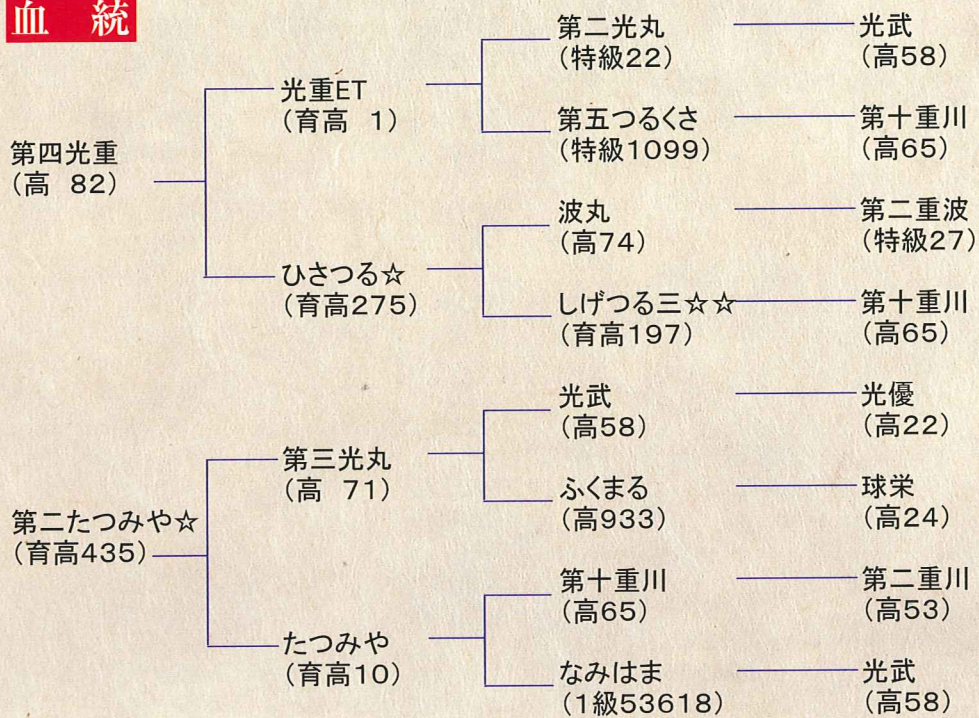 血統
第四光重
(高 82)
光重ET
(育高 1)
第二光丸
(特級22)
光武
(高58)
第五つるくさ
(特級1099)
第十重川
(高65)
ひさつる☆
(育高275)
波丸
(高74)
第二重波
(特級27)
しげつる三☆☆
(育高197)
第十重川
(高65)
第二たつみや☆
(育高435)
第三光丸
(高 71)
光武
(高58)
光優
(高22)
ふくまる
(高933)
球栄
(高24)
たつみや
(育高10)
第十重川
(高65)
第二重川
(高53)
なみはま
(1級53618)
光武
(高58)